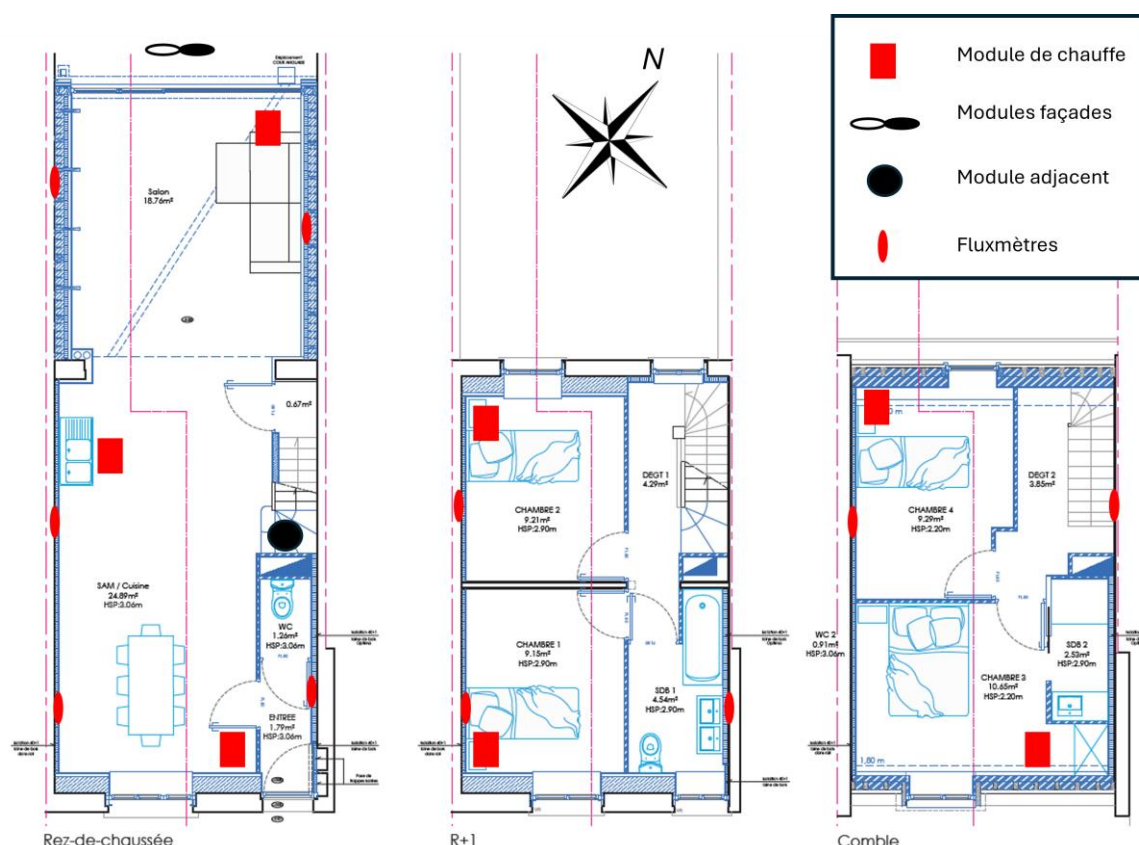 N
Module de chauffe
Modules façades
Module adjacent
Fluxmètres
Déplacement
COUR ANGLAISE
Salon
18.76m²
0.67m²
SAM / Cuisine
24.89m²
HSP:3.06m
WC
1.26m²
HSP:3.06m
ENTREE
1.79m²
HSP:3.06m
Rez-de-chaussée
CHAMBRE 2
9.21m²
HSP:2.90m
DEGT 1
4.29m²
CHAMBRE 1
9.15m²
HSP:2.90m
SDB 1
4.54m²
HSP:2.90m
R+1
CHAMBRE 4
9.29m²
HSP:2.20m
DEGT 2
3.85m²
WC 2
0.91m²
HSP:3.06m
CHAMBRE 3
10.65m²
HSP:2.20m
SDB 2
2.53m²
HSP:2.90m
1,80 m
Comble